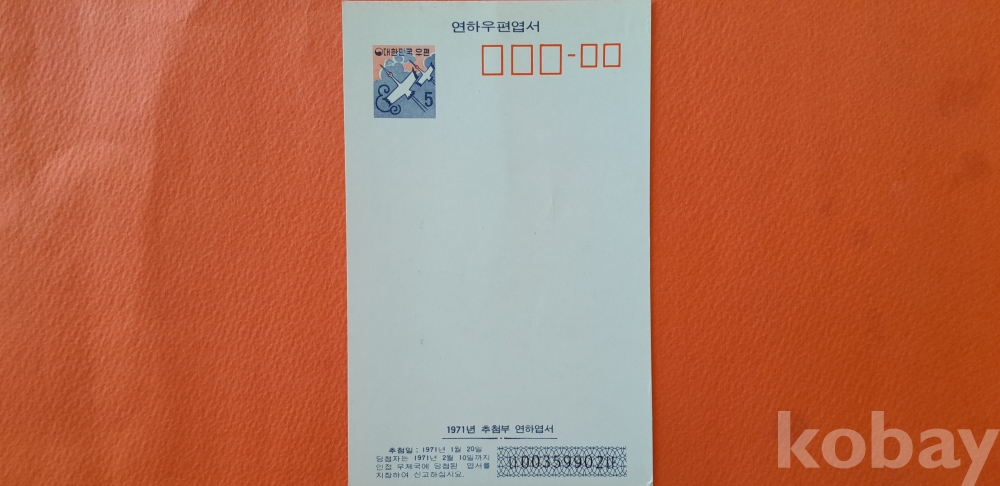 연하우편엽서
대한민국 우편
5
1971년 추첨부 연하엽서
추첨일 : 1971년 1월 20일
당첨자는 1971년 2월 10일까지
인접 우체국에 당첨된 엽서를
지참하여 신고하십시요.
003599021
kobay